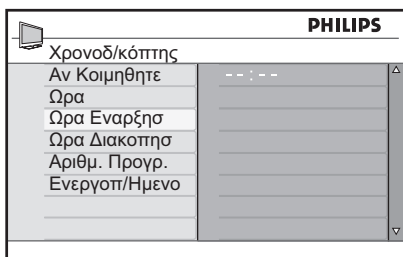 PHILIPS
Χρονοδ/κόπτης
Αν Κοιμηθητε
--:--
Ωρα
Ωρα Εναρξησ
Ωρα Διακοπησ
Αριθμ. Προγρ.
Ενεργοπ/Ημενο